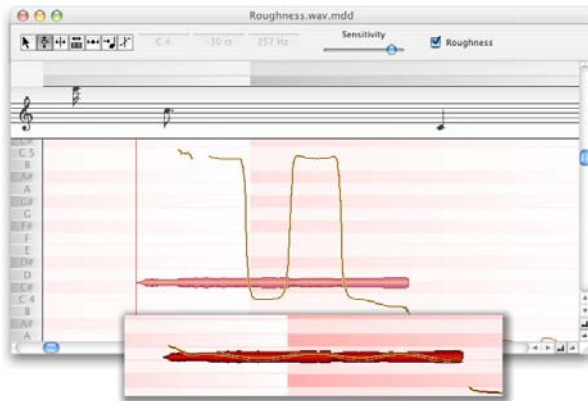 Roughness.wav.mdd
Sensitivity
C 4
-30 ct
257 Hz
Roughness
C#
C 5
B
A#
A
G#
G
F#
F
E
D#
D
C#
C 4
B
A#
A